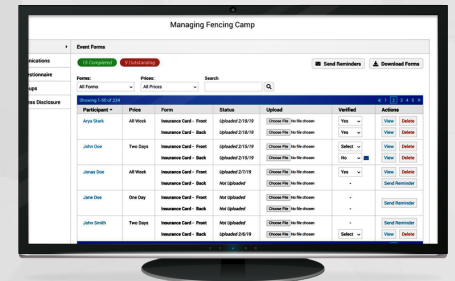 Managing Fencing Camp
Event Forms
nications
estionnaire
ups
ess Disclosure
15 Completed 9 Outstanding
Send Reminders Download Forms
Forms: Prices: Search
All Forms All Prices
Showing 1-50 of 234 « 1 2 3 4 5 »
Participant Price Form Status Upload Verified Actions
Arya Stark All Week Insurance Card - Front Uploaded 2/18/19 Choose File No file chosen Yes View Delete
Insurance Card - Back Uploaded 2/18/19 Choose File No file chosen Yes View Delete
John Doe Two Days Insurance Card - Front Uploaded 2/15/19 Choose File No file chosen Select View Delete
Insurance Card - Back Uploaded 2/15/19 Choose File No file chosen No View Delete
Jonas Doe All Week Insurance Card - Front Uploaded 2/7/19 Choose File No file chosen Yes View Delete
Insurance Card - Back Not Uploaded Choose File No file chosen - Send Reminder
Jane Doe One Day Insurance Card - Front Not Uploaded Choose File No file chosen - Send Reminder
Insurance Card - Back Not Uploaded Choose File No file chosen -
John Smith Two Days Insurance Card - Front Not Uploaded Choose File No file chosen - Send Reminder
Insurance Card - Back Uploaded 2/6/19 Choose File No file chosen Select View Delete